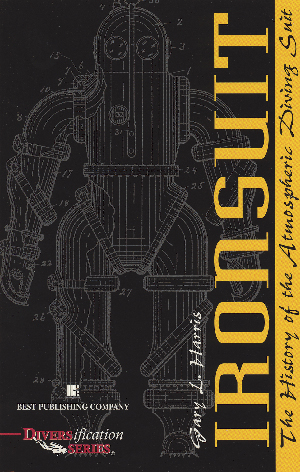 IRONSUIT
The History of the Atmospheric Diving Suit
Gary L. Harris
BEST PUBLISHING COMPANY
DIVERSification
SERIES